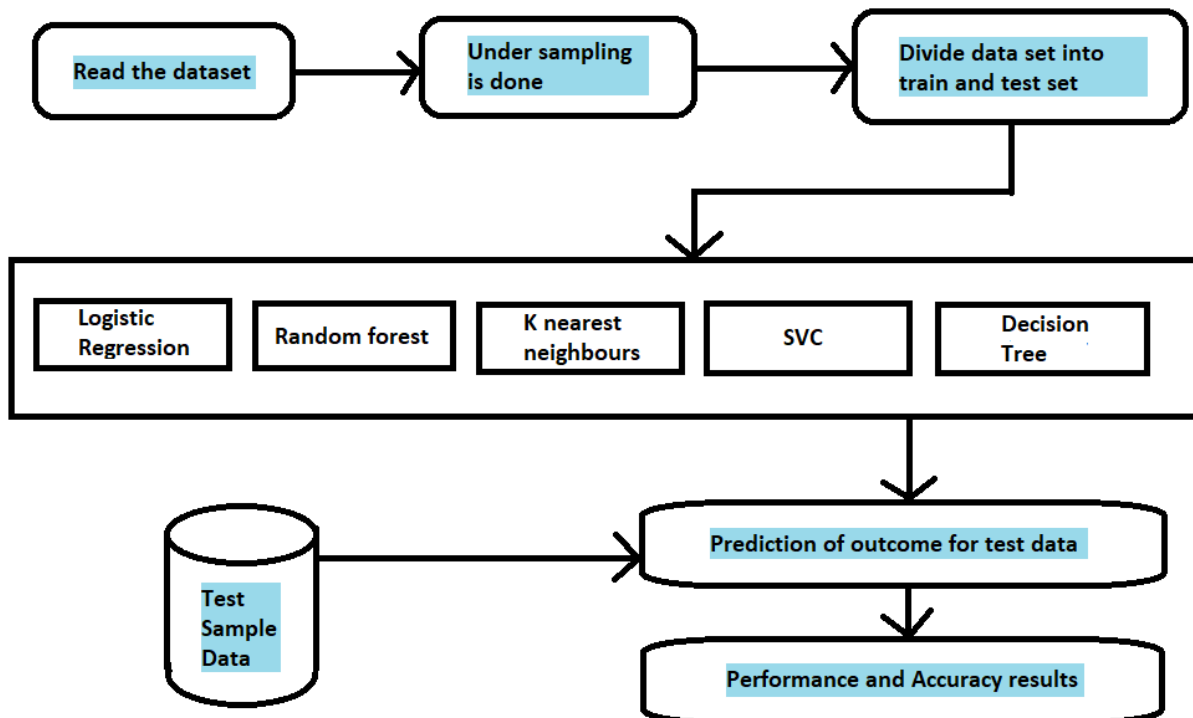 Read the dataset
Under sampling
is done
Divide data set into
train and test set
Logistic
Regression
Random forest
K nearest
neighbours
SVC
Decision
Tree
Prediction of outcome for test data
Test
Sample
Data
Performance and Accuracy results